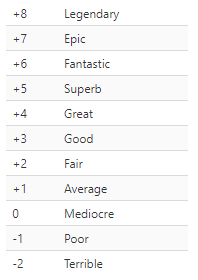 +8 Legendary
+7 Epic
+6 Fantastic
+5 Superb
+4 Great
+3 Good
+2 Fair
+1 Average
0 Mediocre
-1 Poor
-2 Terrible